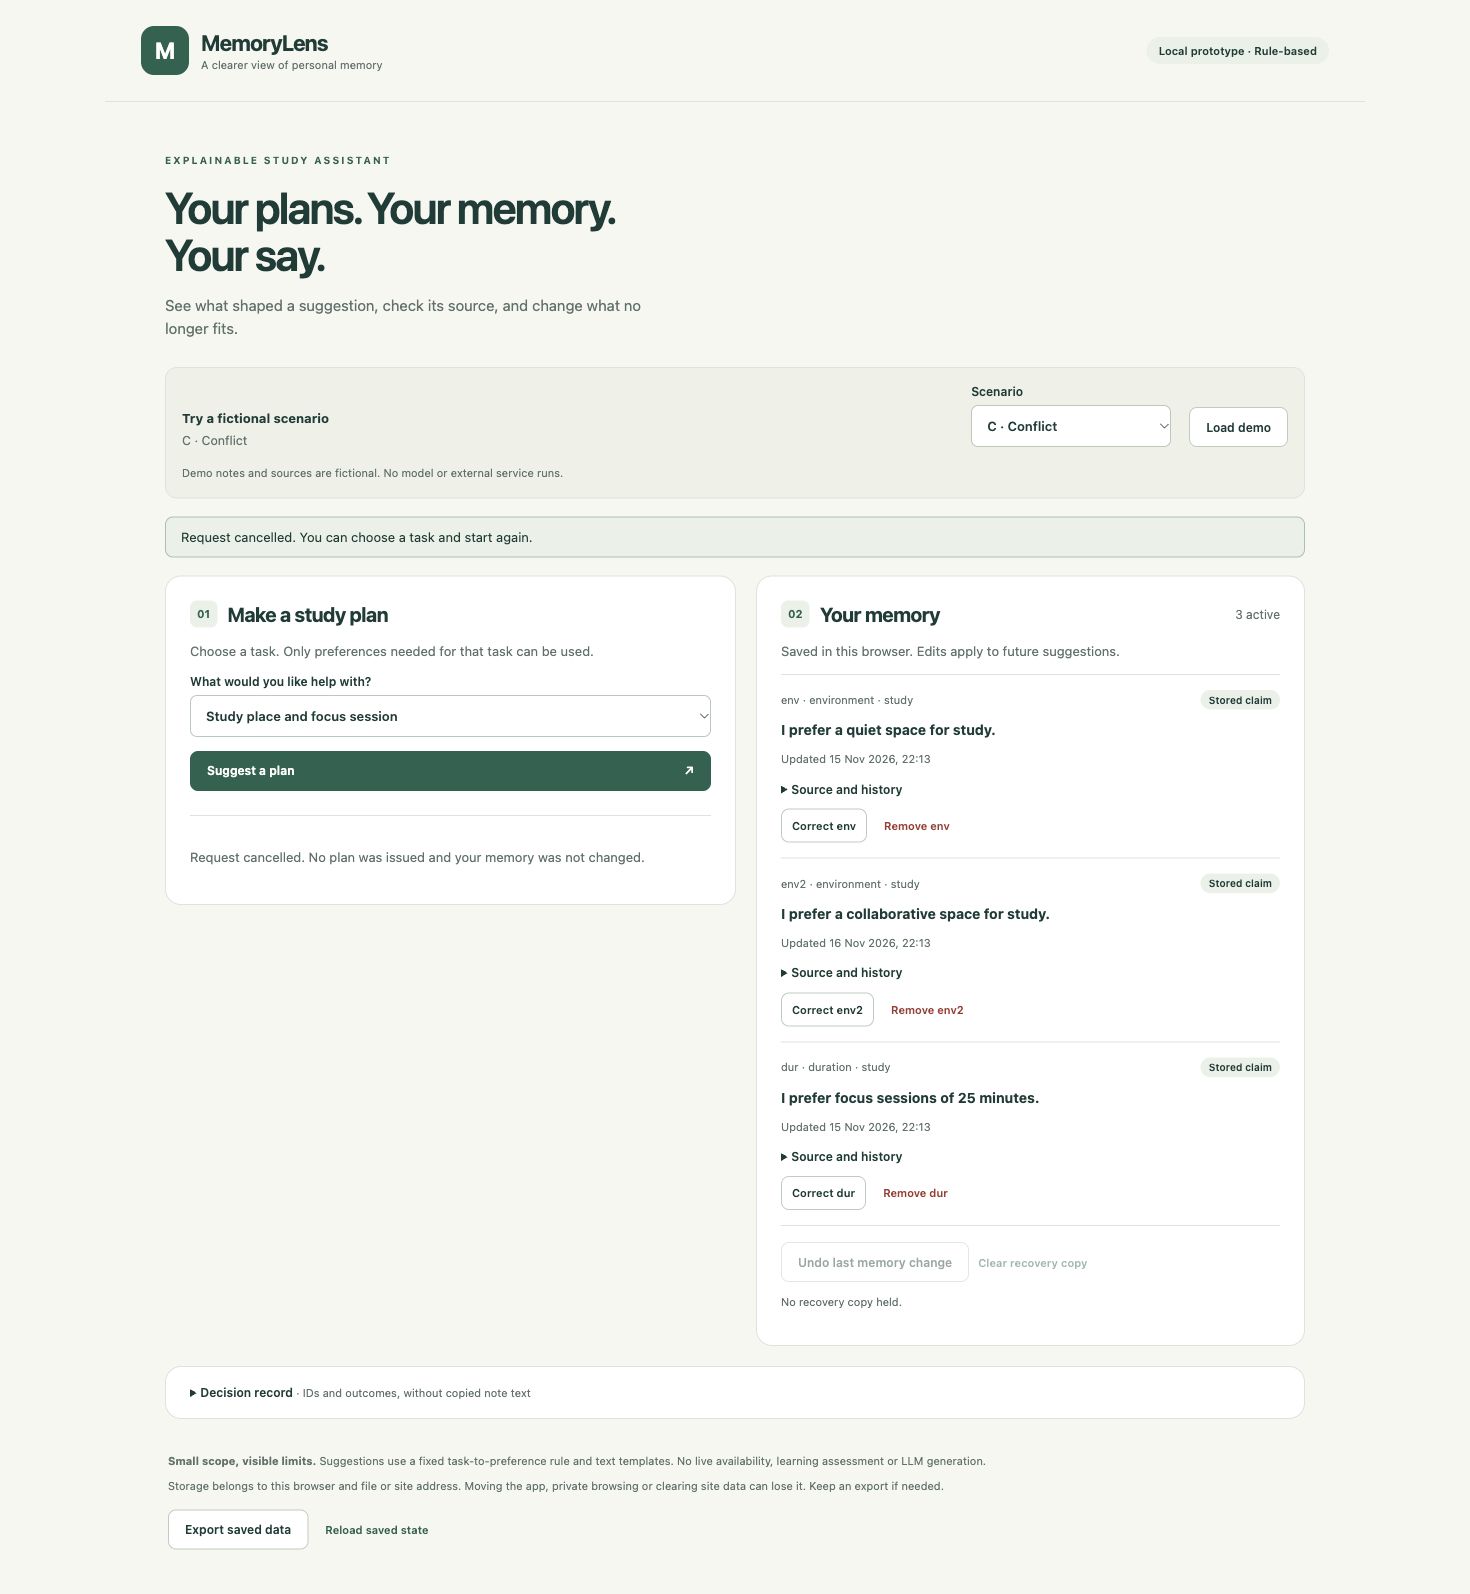 M
MemoryLens
A clearer view of personal memory
Local prototype · Rule-based
EXPLAINABLE STUDY ASSISTANT
Your plans. Your memory.
Your say.
See what shaped a suggestion, check its source, and change what no
longer fits.
Try a fictional scenario
C · Conflict
Demo notes and sources are fictional. No model or external service runs.
Scenario
C · Conflict
Load demo
Request cancelled. You can choose a task and start again.
01 Make a study plan
Choose a task. Only preferences needed for that task can be used.
What would you like help with?
Study place and focus session
Suggest a plan ↗
Request cancelled. No plan was issued and your memory was not changed.
02 Your memory 3 active
Saved in this browser. Edits apply to future suggestions.
env · environment · study Stored claim
I prefer a quiet space for study.
Updated 15 Nov 2026, 22:13
Source and history
Correct env Remove env
env2 · environment · study Stored claim
I prefer a collaborative space for study.
Updated 16 Nov 2026, 22:13
Source and history
Correct env2 Remove env2
dur · duration · study Stored claim
I prefer focus sessions of 25 minutes.
Updated 15 Nov 2026, 22:13
Source and history
Correct dur Remove dur
Undo last memory change Clear recovery copy
No recovery copy held.
Decision record · IDs and outcomes, without copied note text
Small scope, visible limits. Suggestions use a fixed task-to-preference rule and text templates. No live availability, learning assessment or LLM generation.
Storage belongs to this browser and file or site address. Moving the app, private browsing or clearing site data can lose it. Keep an export if needed.
Export saved data Reload saved state